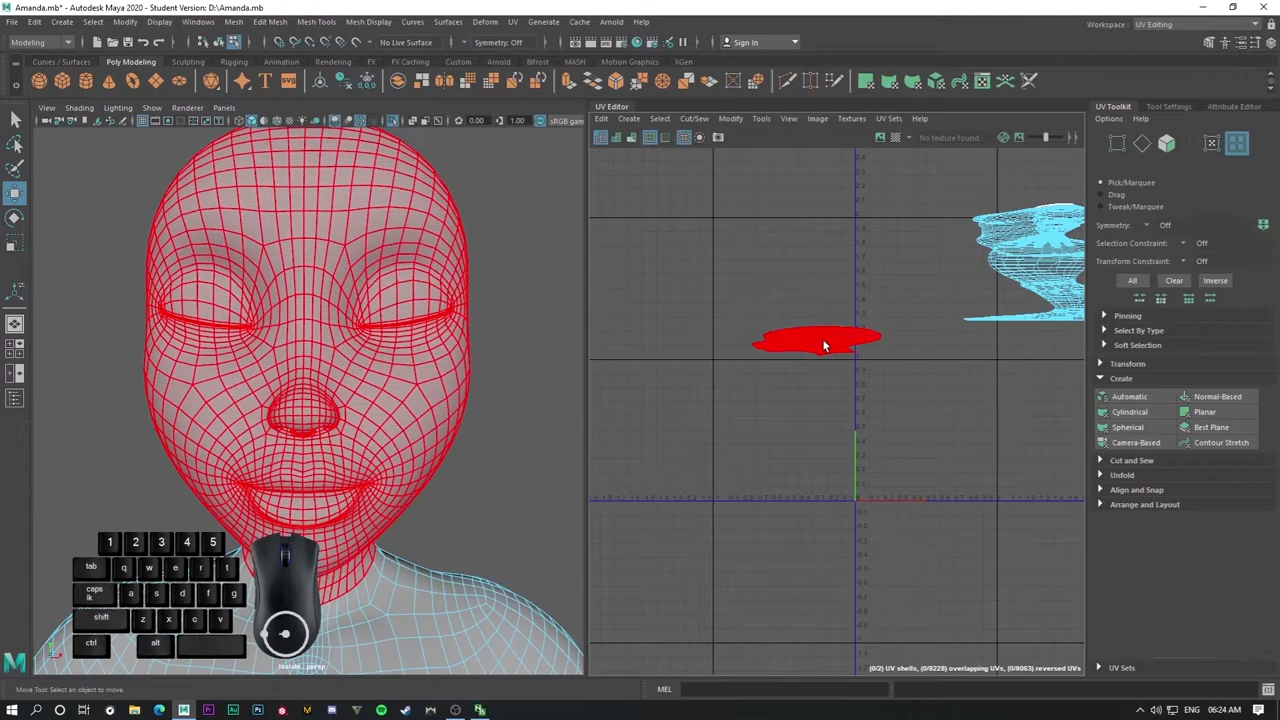 Amanda.mb* - Autodesk Maya 2020 - Student Version: D:\Amanda.mb
File Edit Create Select Modify Display Windows Mesh Edit Mesh Mesh Tools Mesh Display Curves Surfaces Deform UV Generate Cache Arnold Help
Workspace : UV Editing
Modeling No Live Surface Symmetry: Off Sign In
Curves / Surfaces Poly Modeling Sculpting Rigging Animation Rendering FX FX Caching Custom Arnold Bifrost MASH Motion Graphics XGen
View Shading Lighting Show Renderer Panels
0.00 1.00 sRGB gam
UV Editor
Edit Create Select Cut/Sew Modify Tools View Image Textures UV Sets Help
No texture found
UV Toolkit Tool Settings Attribute Editor
Options Help
Pick/Marquee
Drag
Tweak/Marquee
Symmetry: Off
Selection Constraint: Off
Transform Constraint: Off
All Clear Inverse
Pinning
Select By Type
Soft Selection
Transform
Create
Automatic Normal-Based
Cylindrical Planar
Spherical Best Plane
Camera-Based Contour Stretch
Cut and Sew
Unfold
Align and Snap
Arrange and Layout
UV Sets
1 2 3 4 5
tab q w e r t
caps lk a s d f g
shift z x c v
ctrl alt
persp
(0/2) UV shells, (0/8228) overlapping UVs, (0/8063) reversed UVs
Move Tool: Select an object to move.
MEL
06:24 AM